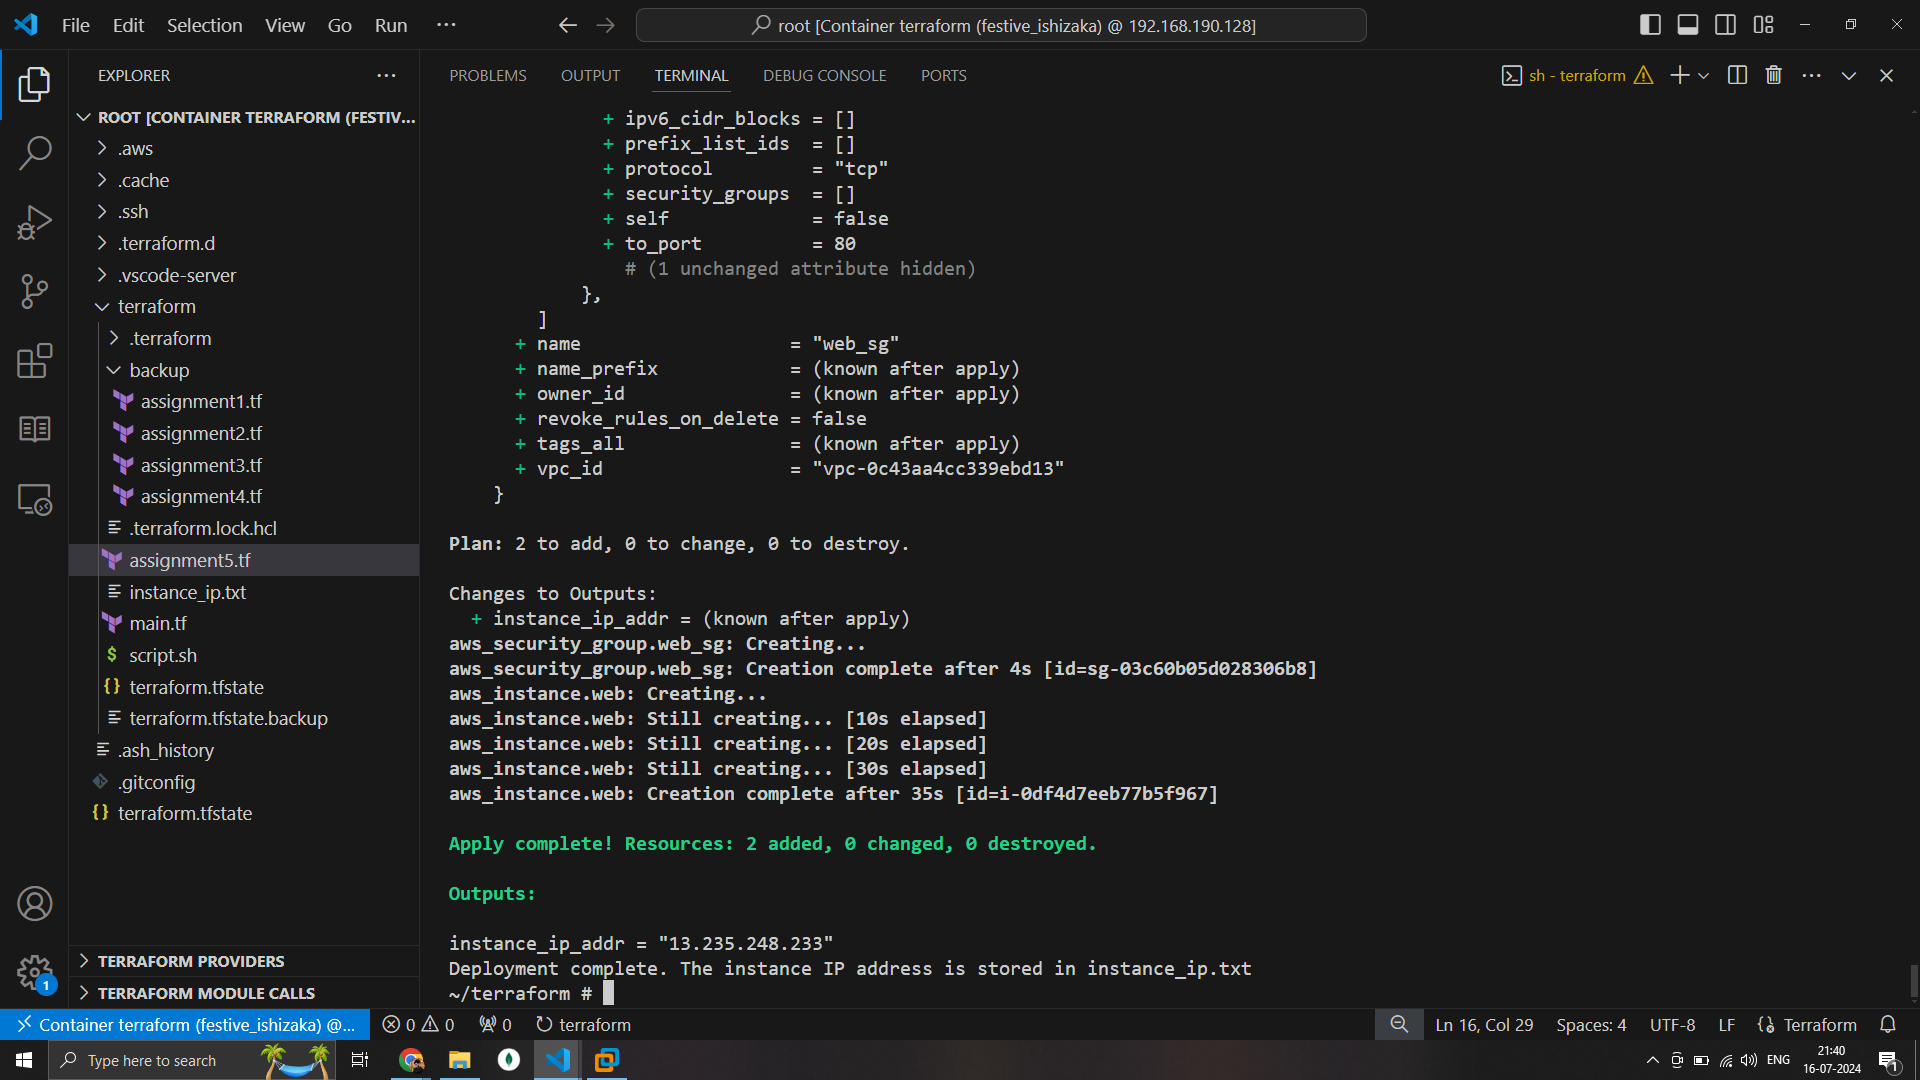 File Edit Selection View Go Run ···
root [Container terraform (festive_ishizaka) @ 192.168.190.128]
EXPLORER ···
ROOT [CONTAINER TERRAFORM (FESTIV...
.aws
.cache
.ssh
.terraform.d
.vscode-server
terraform
.terraform
backup
assignment1.tf
assignment2.tf
assignment3.tf
assignment4.tf
.terraform.lock.hcl
assignment5.tf
instance_ip.txt
main.tf
$ script.sh
{} terraform.tfstate
terraform.tfstate.backup
.ash_history
.gitconfig
{} terraform.tfstate
TERRAFORM PROVIDERS
TERRAFORM MODULE CALLS
1
PROBLEMS OUTPUT TERMINAL DEBUG CONSOLE PORTS
sh - terraform
+ ipv6_cidr_blocks = []
+ prefix_list_ids  = []
+ protocol         = "tcp"
+ security_groups  = []
+ self             = false
+ to_port          = 80
# (1 unchanged attribute hidden)
},
]
+ name                   = "web_sg"
+ name_prefix            = (known after apply)
+ owner_id               = (known after apply)
+ revoke_rules_on_delete = false
+ tags_all               = (known after apply)
+ vpc_id                 = "vpc-0c43aa4cc339ebd13"
}
Plan: 2 to add, 0 to change, 0 to destroy.
Changes to Outputs:
+ instance_ip_addr = (known after apply)
aws_security_group.web_sg: Creating...
aws_security_group.web_sg: Creation complete after 4s [id=sg-03c60b05d028306b8]
aws_instance.web: Creating...
aws_instance.web: Still creating... [10s elapsed]
aws_instance.web: Still creating... [20s elapsed]
aws_instance.web: Still creating... [30s elapsed]
aws_instance.web: Creation complete after 35s [id=i-0df4d7eeb77b5f967]
Apply complete! Resources: 2 added, 0 changed, 0 destroyed.
Outputs:
instance_ip_addr = "13.235.248.233"
Deployment complete. The instance IP address is stored in instance_ip.txt
~/terraform #
Container terraform (festive_ishizaka) @... 0 0 0 terraform
Ln 16, Col 29 Spaces: 4 UTF-8 LF Terraform
Type here to search
ENG
21:40
16-07-2024
1